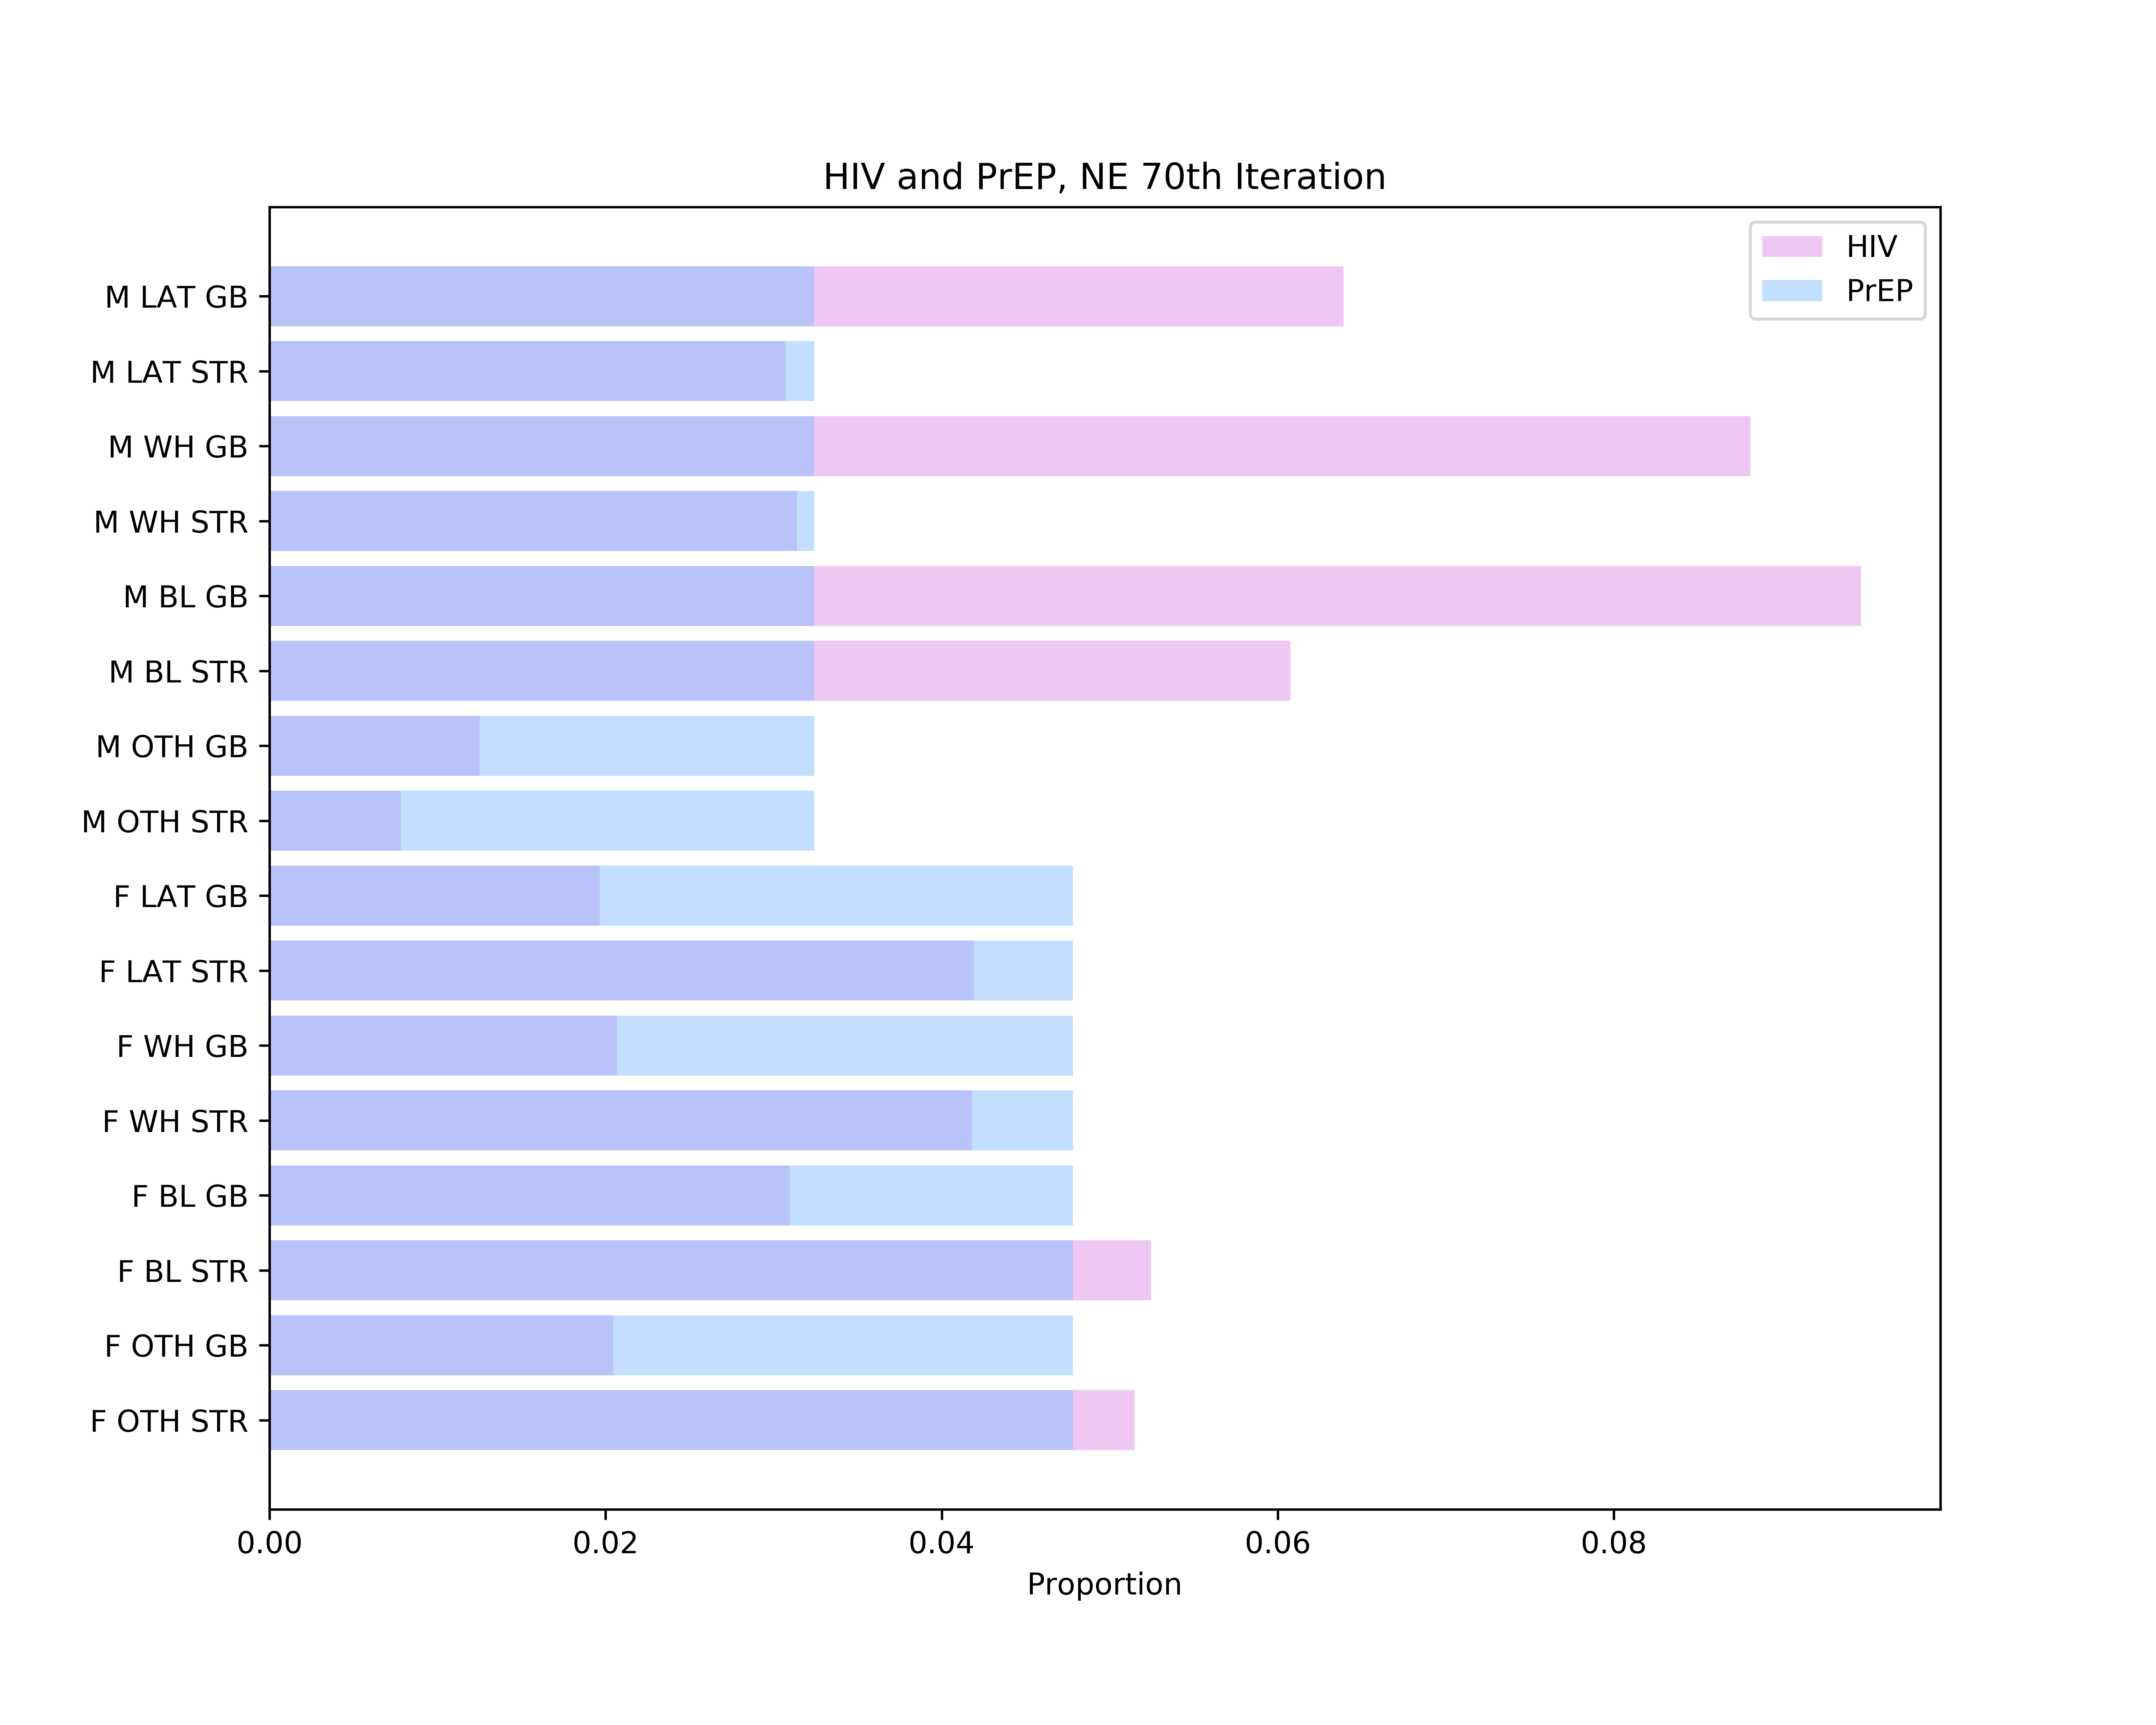 HIV and PrEP, NE 70th Iteration
HIV
PrEP
M LAT GB
M LAT STR
M WH GB
M WH STR
M BL GB
M BL STR
M OTH GB
M OTH STR
F LAT GB
F LAT STR
F WH GB
F WH STR
F BL GB
F BL STR
F OTH GB
F OTH STR
0.00 0.02 0.04 0.06 0.08
Proportion